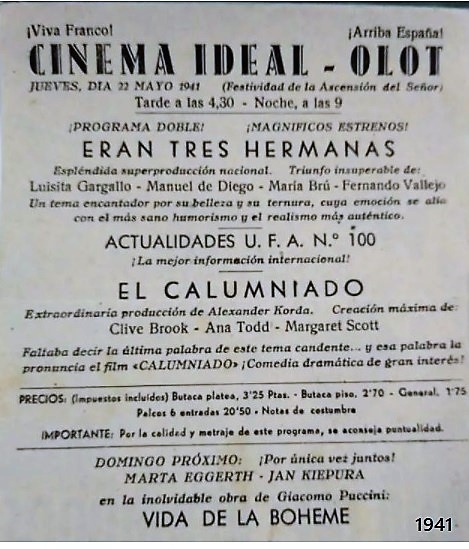 ¡Viva Franco! ¡Arriba España!
CINEMA IDEAL - OLOT
JUEVES, DIA 22 MAYO 1941 (Festividad de la Ascensión del Señor)
Tarde a las 4,30 - Noche, a las 9
¡PROGRAMA DOBLE! ¡MAGNIFICOS ESTRENOS!
ERAN TRES HERMANAS
Espléndida superproducción nacional. Triunfo insuperable de:
Luisita Gargallo - Manuel de Diego - María Brú - Fernando Vallejo
Un tema encantador por su belleza y su ternura, cuya emoción se alía
con el más sano humorismo y el realismo más auténtico.
ACTUALIDADES U. F. A. N.º 100
¡La mejor información internacional!
EL CALUMNIADO
Extraordinaria producción de Alexander Korda. Creación máxima de:
Clive Brook - Ana Todd - Margaret Scott
Faltaba decir la última palabra de este tema candente... y esa palabra la
pronuncia el film «CALUMNIADO» ¡Comedia dramática de gran interés!
PRECIOS: (Impuestos incluídos) Butaca platea, 3'25 Ptas. - Butaca piso, 2'70 - General, 1'75
Palcos 6 entradas 20'50 - Notas de costumbre
IMPORTANTE: Por la calidad y metraje de este programa, se aconseja puntualidad.
DOMINGO PRÓXIMO: ¡Por única vez juntos!
MARTA EGGERTH - JAN KIEPURA
en la inolvidable obra de Giacomo Puccini:
VIDA DE LA BOHEME
1941